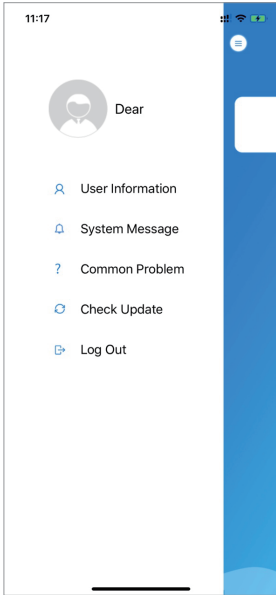 11:17
Dear
User Information
System Message
? Common Problem
Check Update
Log Out